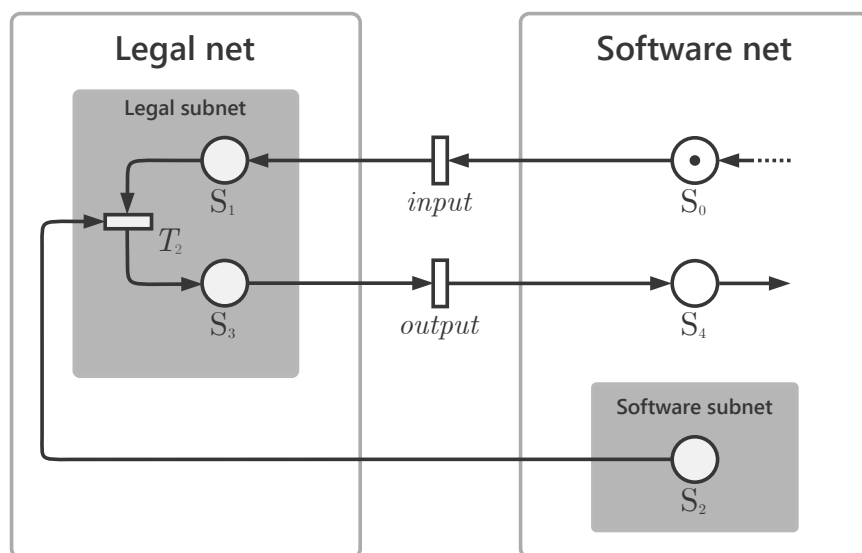 Legal net
Software net
Legal subnet
S₁
input
S₀
T₂
S₃
output
S₄
Software subnet
S₂